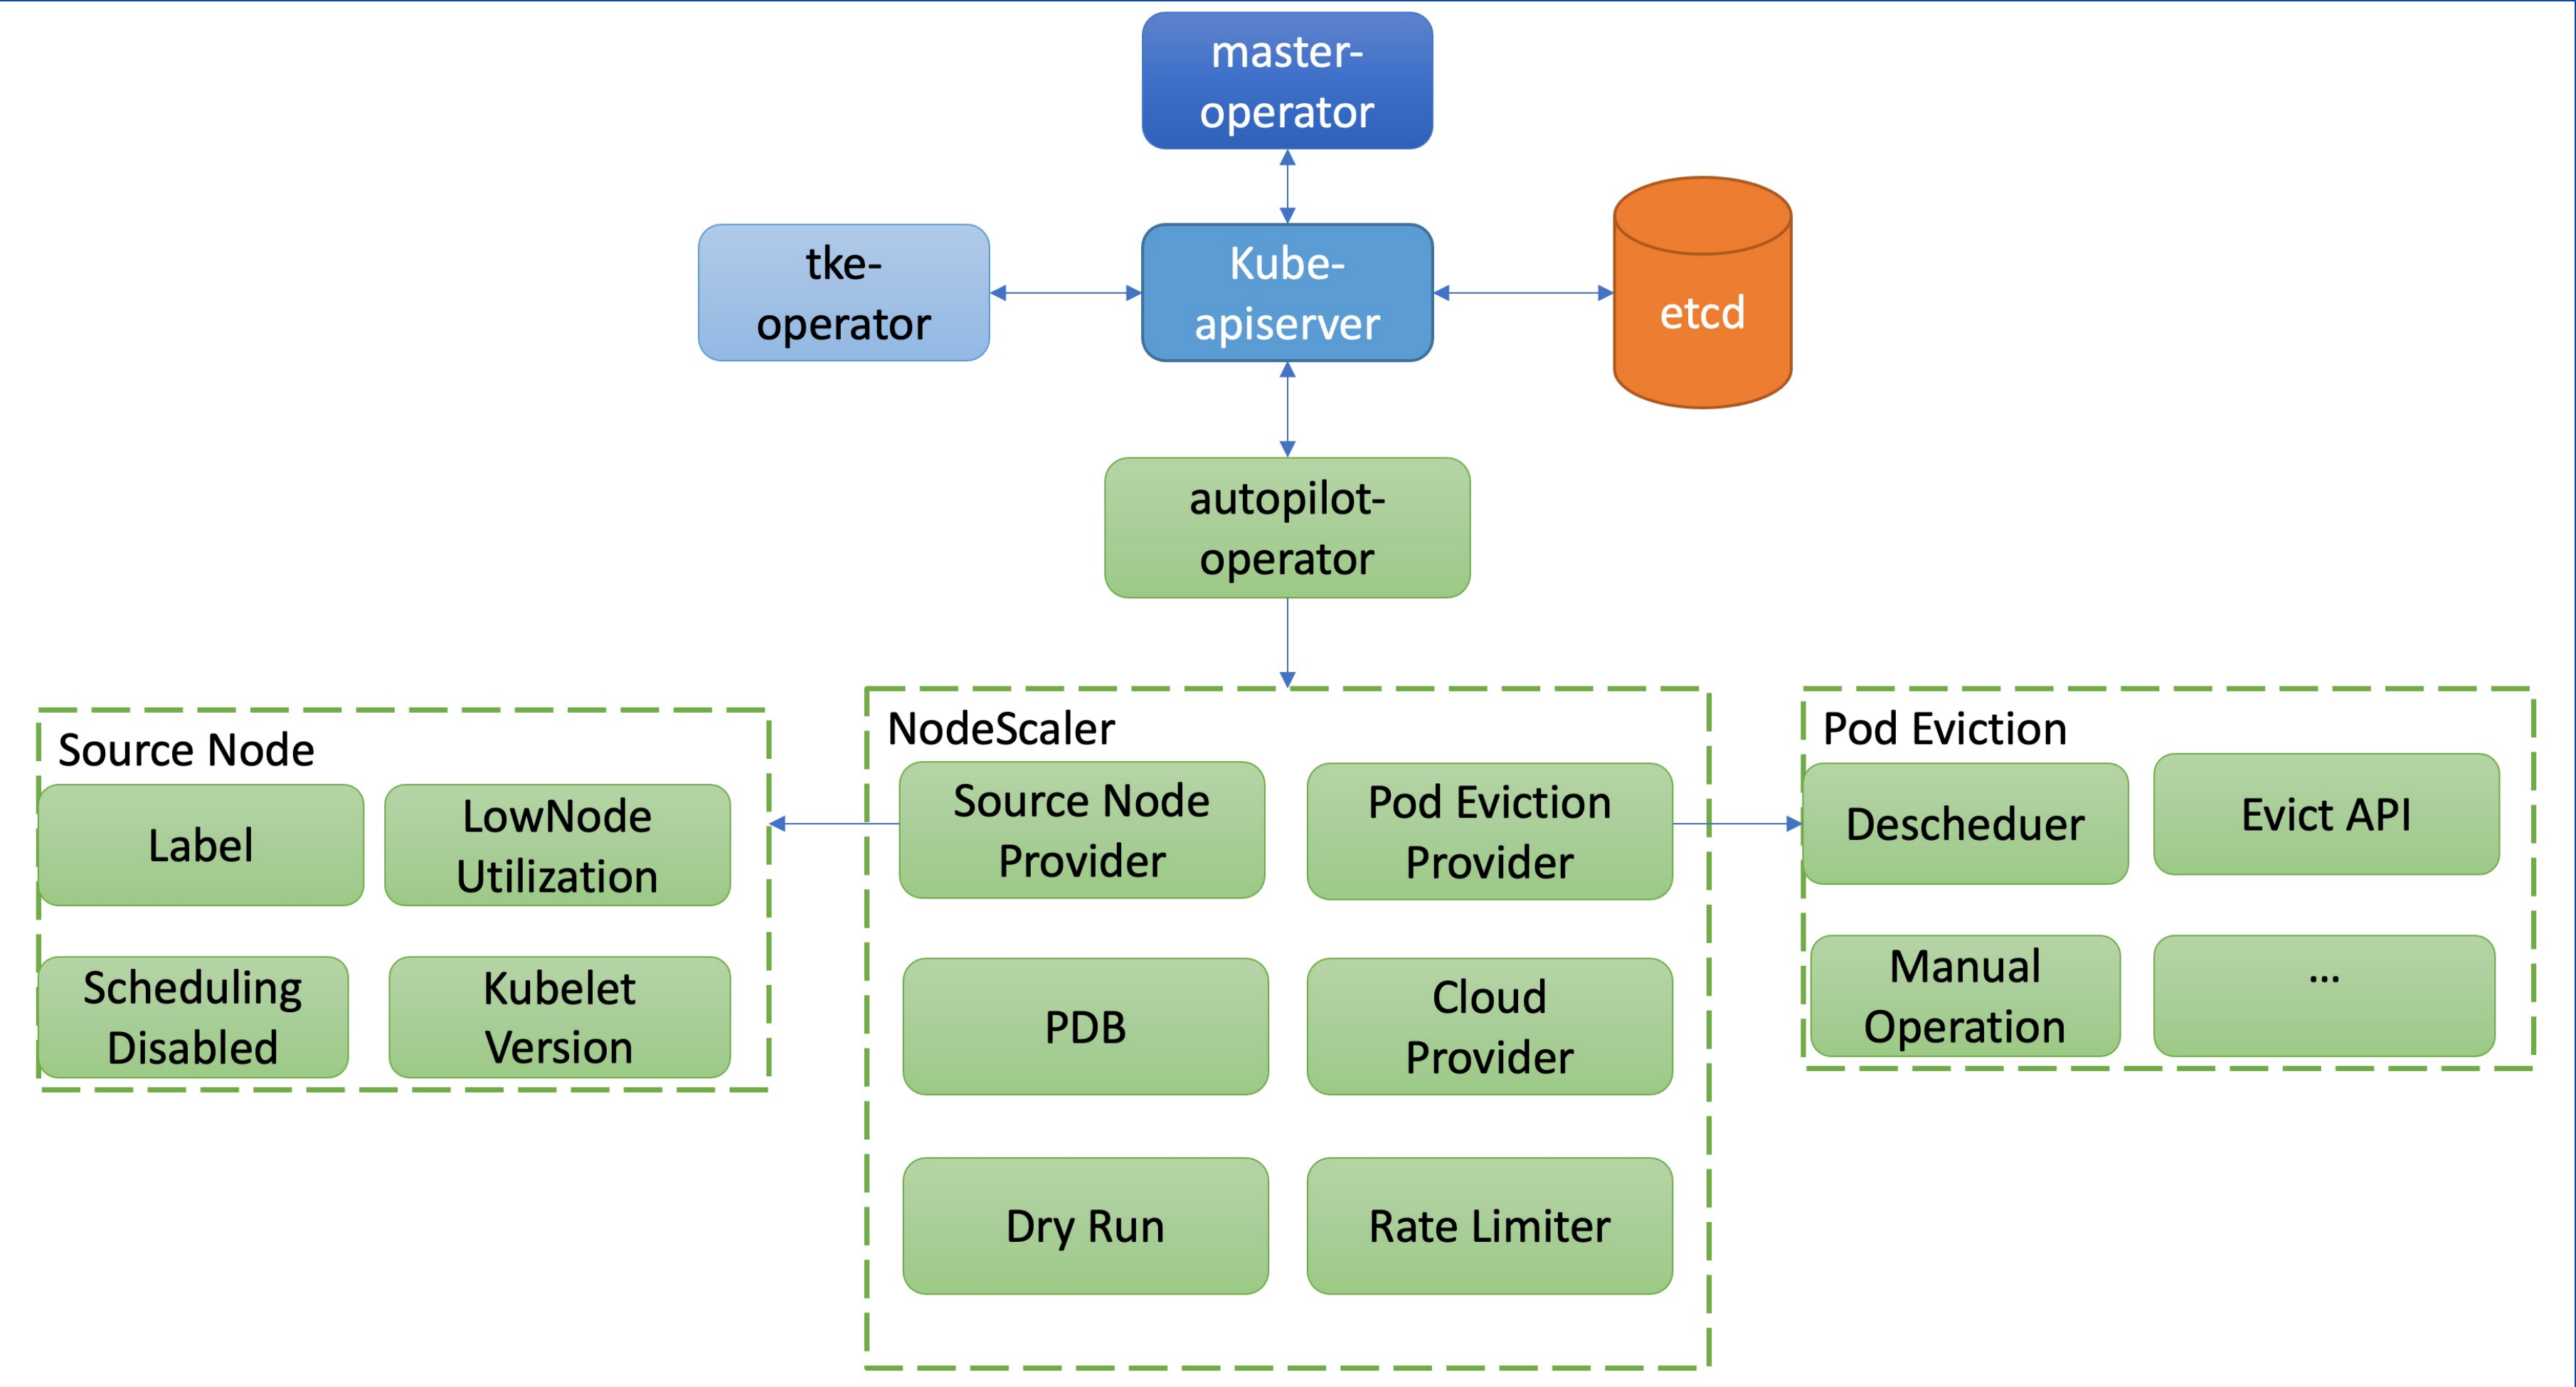 master-
operator
tke-
operator
Kube-
apiserver
etcd
autopilot-
operator
Source Node
Label
LowNode
Utilization
Scheduling
Disabled
Kubelet
Version
NodeScaler
Source Node
Provider
Pod Eviction
Provider
PDB
Cloud
Provider
Dry Run
Rate Limiter
Pod Eviction
Descheduer
Evict API
Manual
Operation
...